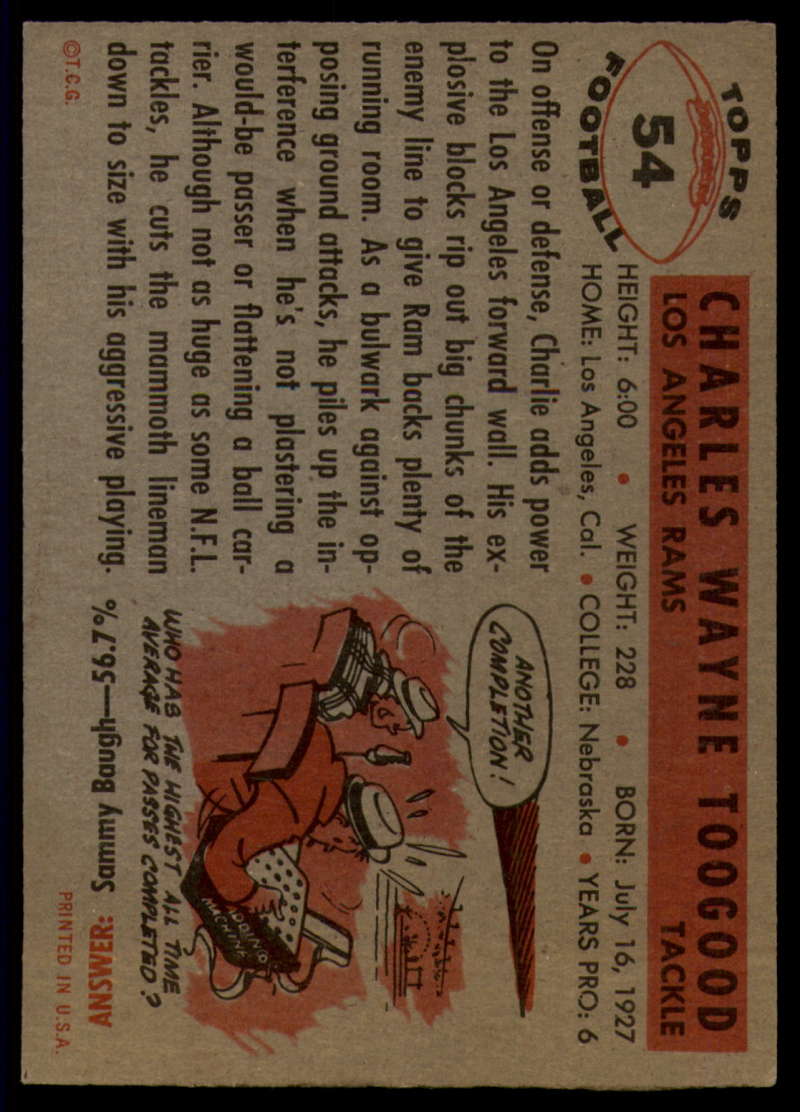 TOPPS
54
FOOTBALL
CHARLES WAYNE TOOGOOD
LOS ANGELES RAMS TACKLE
HEIGHT: 6:00 • WEIGHT: 228 • BORN: July 16, 1927
HOME: Los Angeles, Cal. • COLLEGE: Nebraska • YEARS PRO: 6
On offense or defense, Charlie adds power
to the Los Angeles forward wall. His ex-
plosive blocks rip out big chunks of the
enemy line to give Ram backs plenty of
running room. As a bulwark against op-
posing ground attacks, he piles up the in-
terference when he's not plastering a
would-be passer or flattening a ball car-
rier. Although not as huge as some N.F.L.
tackles, he cuts the mammoth lineman
down to size with his aggressive playing.
©T.C.G.
ANOTHER
COMPLETION!
ADDING
MACHINE
WHO HAS THE HIGHEST ALL TIME
AVERAGE FOR PASSES COMPLETED?
ANSWER: Sammy Baugh—56.7%
PRINTED IN U.S.A.